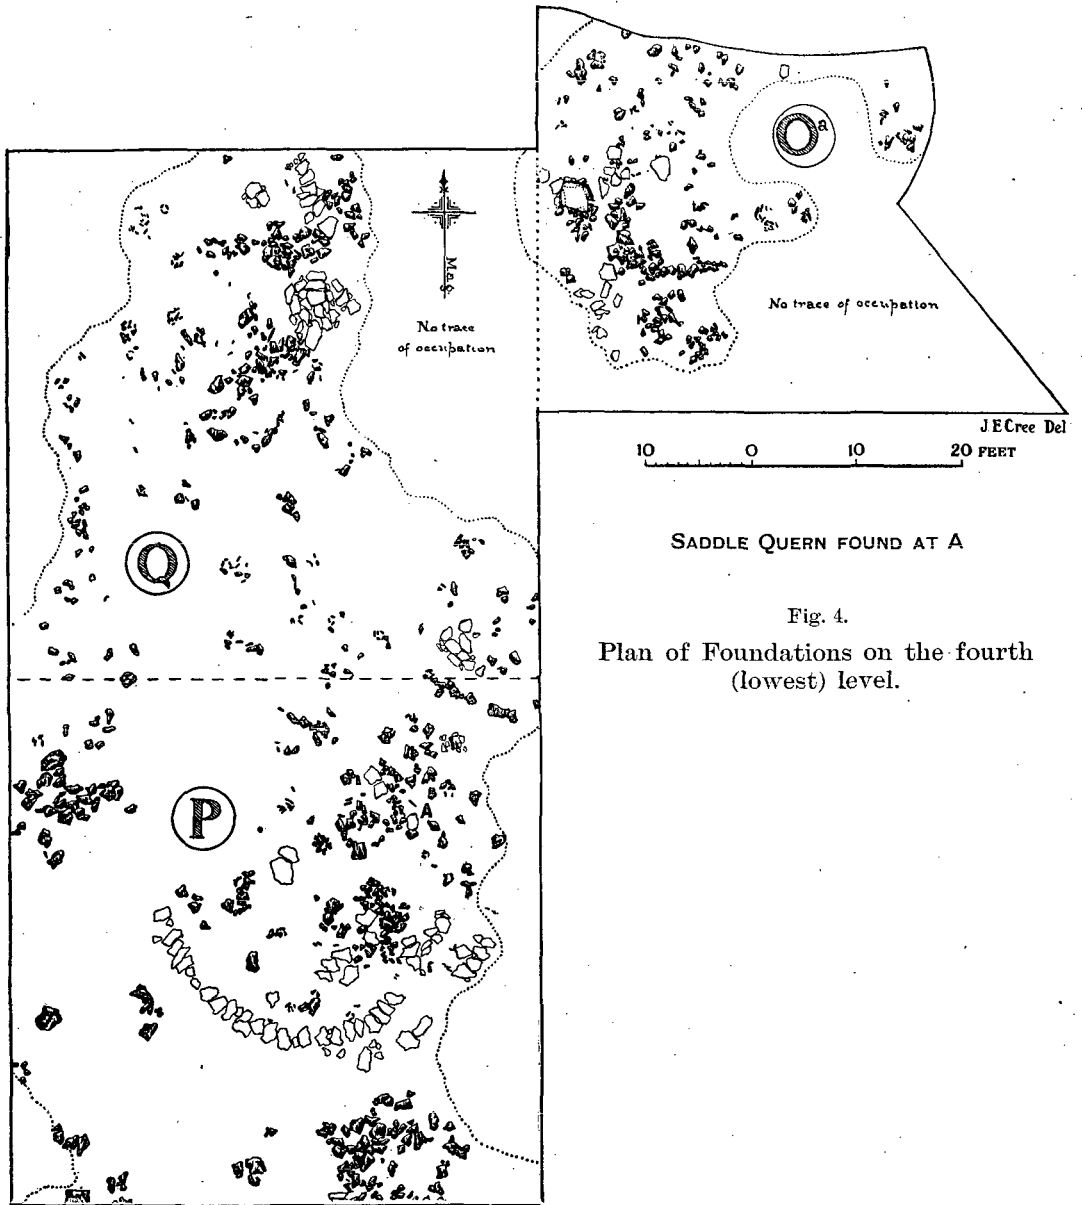 O a
Mag
No trace
of occupation
No trace of occupation
J.E Cree Del
10 0 10 20 FEET
SADDLE QUERN FOUND AT A
Fig. 4.
Plan of Foundations on the fourth
(lowest) level.
Q
A
P